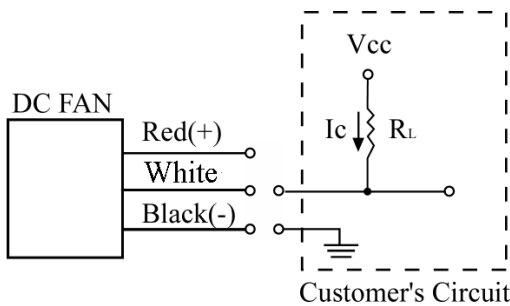 Vcc
DC FAN
Red(+)
Ic
RL
White
Black(-)
Customer's Circuit